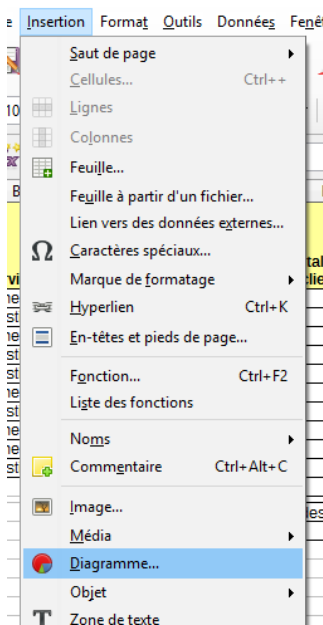 Insertion Format Outils Données Fenêt
Saut de page
Cellules... Ctrl++
10 Lignes
Colonnes
Feuille...
B Feuille à partir d'un fichier...
Lien vers des données externes...
Caractères spéciaux...
Marque de formatage
Hyperlien Ctrl+K
En-têtes et pieds de page...
Fonction... Ctrl+F2
Liste des fonctions
Noms
Commentaire Ctrl+Alt+C
Image...
Média
Diagramme...
Objet
Zone de texte